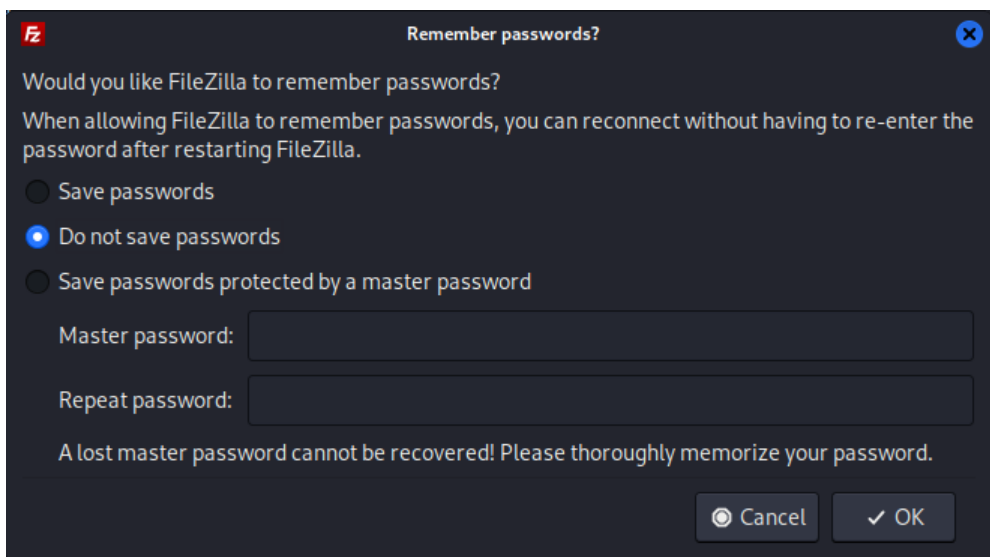 Fz
Remember passwords?
Would you like FileZilla to remember passwords?
When allowing FileZilla to remember passwords, you can reconnect without having to re-enter the
password after restarting FileZilla.
Save passwords
Do not save passwords
Save passwords protected by a master password
Master password:
Repeat password:
A lost master password cannot be recovered! Please thoroughly memorize your password.
Cancel
OK